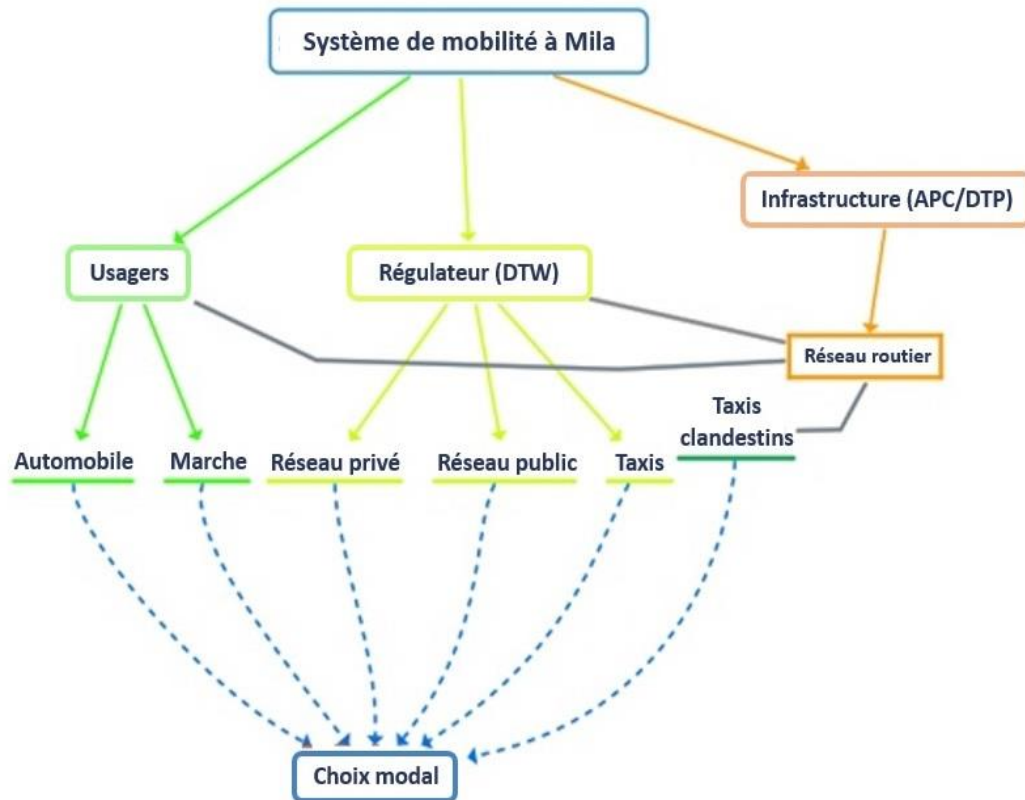 Système de mobilité à Mila
Infrastructure (APC/DTP)
Usagers
Régulateur (DTW)
Réseau routier
Taxis
clandestins
Automobile
Marche
Réseau privé
Réseau public
Taxis
Choix modal